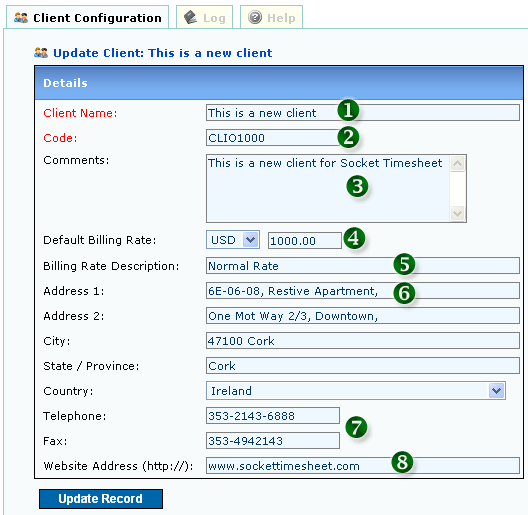 Client Configuration Log Help
Update Client: This is a new client
Details
Client Name: This is a new client 1
Code: CLIO1000 2
Comments: This is a new client for Socket Timesheet
3
Default Billing Rate: USD 1000.00 4
Billing Rate Description: Normal Rate 5
Address 1: 6E-06-08, Restive Apartment, 6
Address 2: One Mot Way 2/3, Downtown,
City: 47100 Cork
State / Province: Cork
Country: Ireland
Telephone: 353-2143-6888
7
Fax: 353-4942143
Website Address (http://): www.sockettimesheet.com 8
Update Record